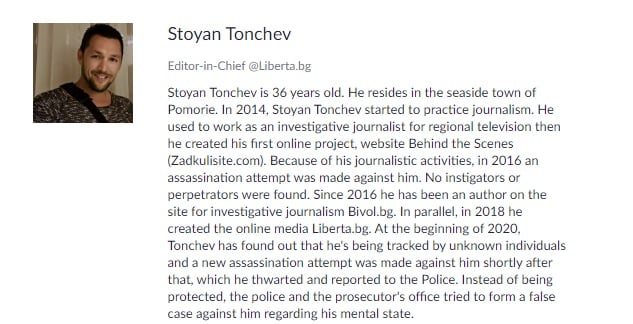 Stoyan Tonchev
Editor-in-Chief @Liberta.bg
Stoyan Tonchev is 36 years old. He resides in the seaside town of
Pomorie. In 2014, Stoyan Tonchev started to practice journalism. He
used to work as an investigative journalist for regional television then
he created his first online project, website Behind the Scenes
(Zadkulisite.com). Because of his journalistic activities, in 2016 an
assassination attempt was made against him. No instigators or
perpetrators were found. Since 2016 he has been an author on the
site for investigative journalism Bivol.bg. In parallel, in 2018 he
created the online media Liberta.bg. At the beginning of 2020,
Tonchev has found out that he's being tracked by unknown individuals
and a new assassination attempt was made against him shortly after
that, which he thwarted and reported to the Police. Instead of being
protected, the police and the prosecutor's office tried to form a false
case against him regarding his mental state.